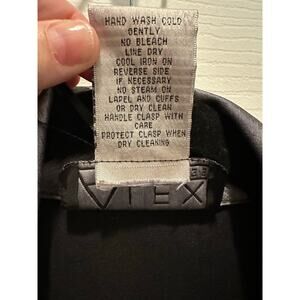 HAND WASH COLD
GENTLY
NO BLEACH
LINE DRY
COOL IRON ON
REVERSE SIDE
IF NECESSARY
NO STEAM ON
LAPEL AND CUFFS
OR DRY CLEAN
HANDLE CLASP WITH
CARE
PROTECT CLASP WHEN
DRY CLEANING